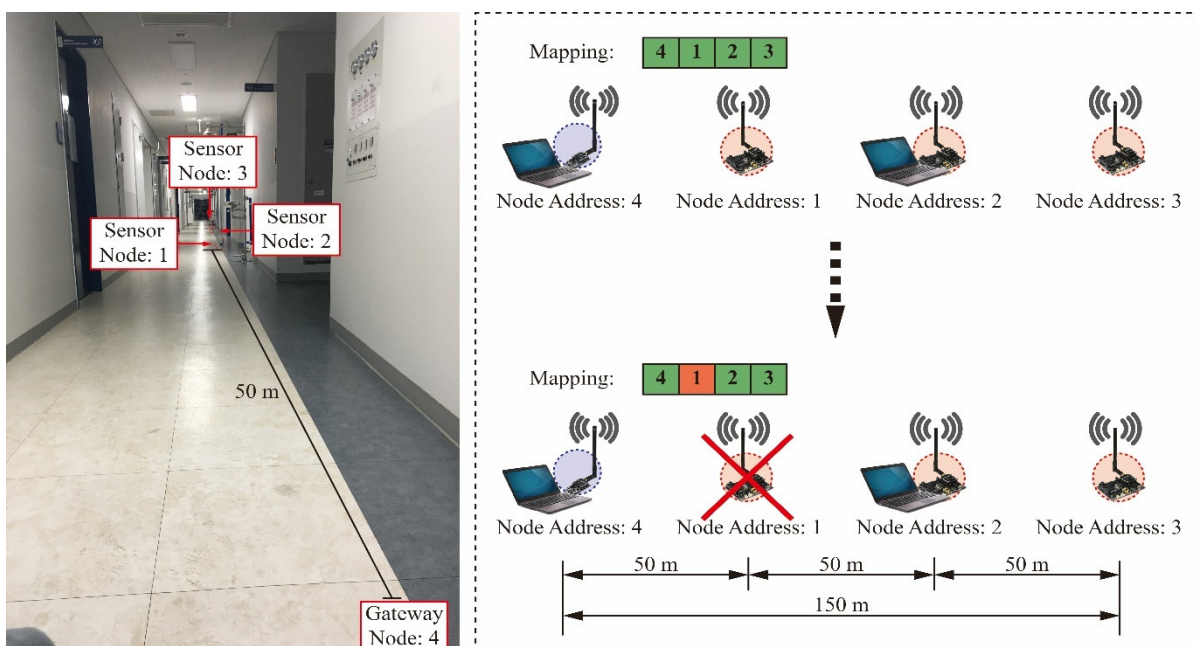 Sensor
Node: 3
Sensor
Node: 2
Sensor
Node: 1
50 m
Gateway
Node: 4
Mapping: 4 1 2 3
Node Address: 4 Node Address: 1 Node Address: 2 Node Address: 3
Mapping: 4 1 2 3
Node Address: 4 Node Address: 1 Node Address: 2 Node Address: 3
50 m 50 m 50 m
150 m